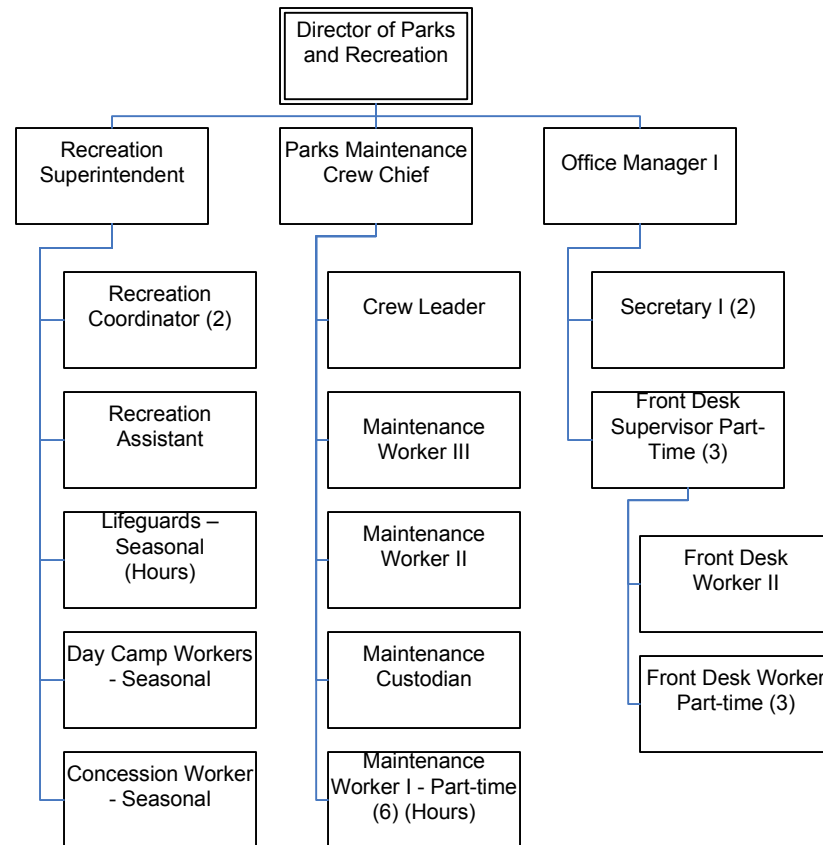 Director of Parks
and Recreation
Recreation
Superintendent
Parks Maintenance
Crew Chief
Office Manager I
Recreation
Coordinator (2)
Crew Leader
Secretary I (2)
Recreation
Assistant
Maintenance
Worker III
Front Desk
Supervisor Part-
Time (3)
Lifeguards –
Seasonal
(Hours)
Maintenance
Worker II
Front Desk
Worker II
Day Camp Workers
- Seasonal
Maintenance
Custodian
Front Desk Worker
Part-time (3)
Concession Worker
- Seasonal
Maintenance
Worker I - Part-time
(6) (Hours)